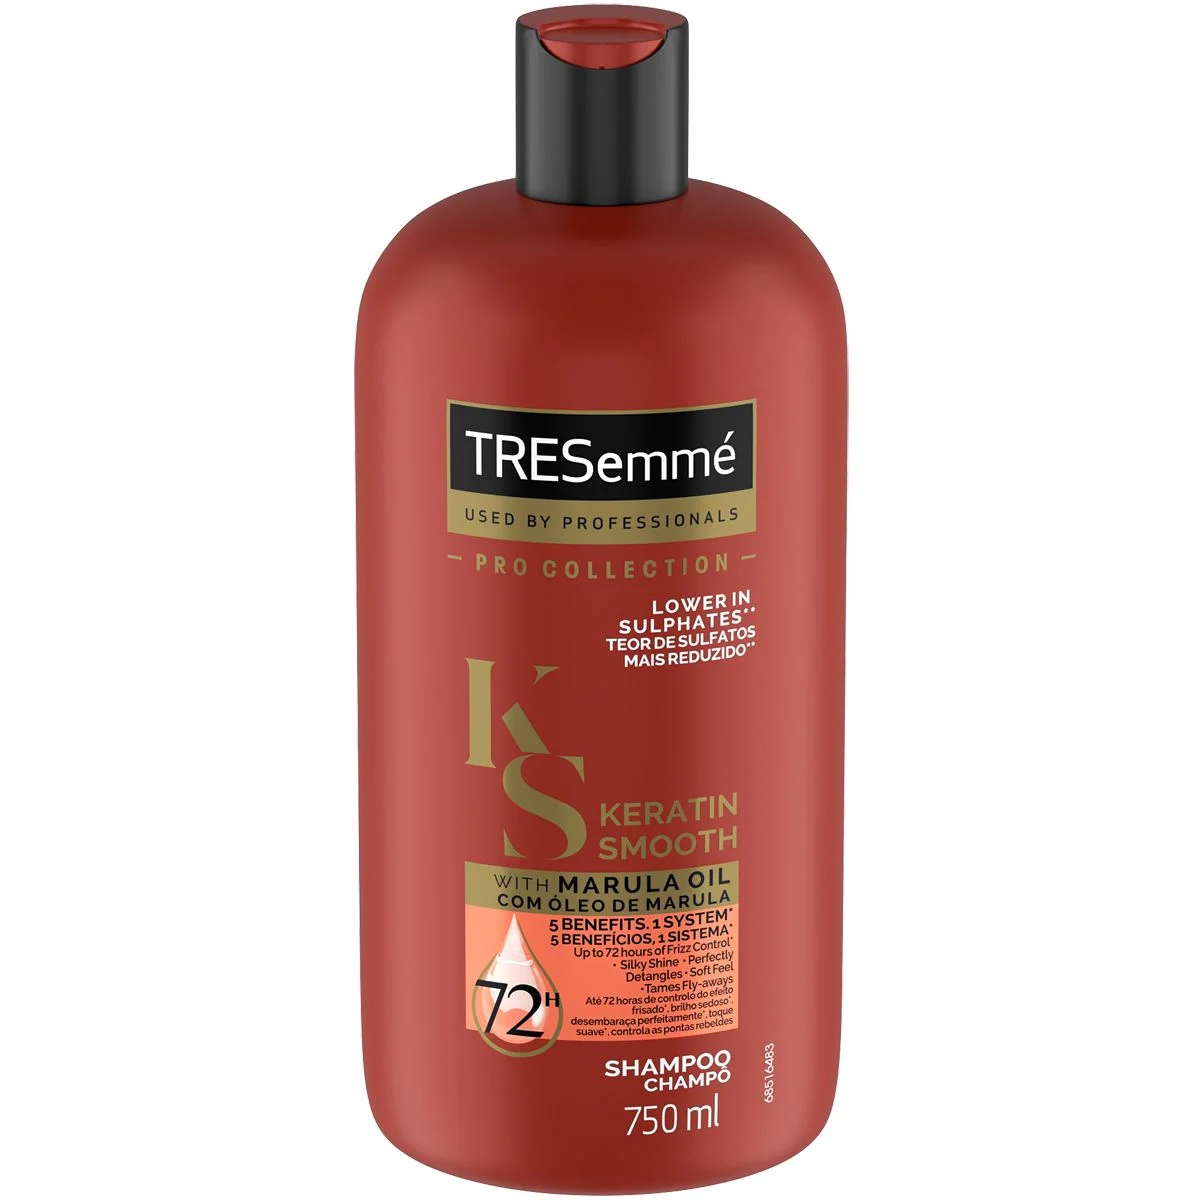 TRESemmé
USED BY PROFESSIONALS
– PRO COLLECTION –
LOWER IN
SULPHATES**
TEOR DE SULFATOS
MAIS REDUZIDO**
KS
KERATIN
SMOOTH
WITH MARULA OIL
COM ÓLEO DE MARULA
5 BENEFITS. 1 SYSTEM*
5 BENEFÍCIOS, 1 SISTEMA*
Up to 72 hours of Frizz Control*
• Silky Shine • Perfectly
Detangles • Soft Feel
• Tames Fly-aways
Até 72 horas de controlo do efeito
frisado*, brilho sedoso*,
desembaraça perfeitamente*, toque
suave*, controla as pontas rebeldes
72H
SHAMPOO
CHAMPÔ
750 ml
68516483